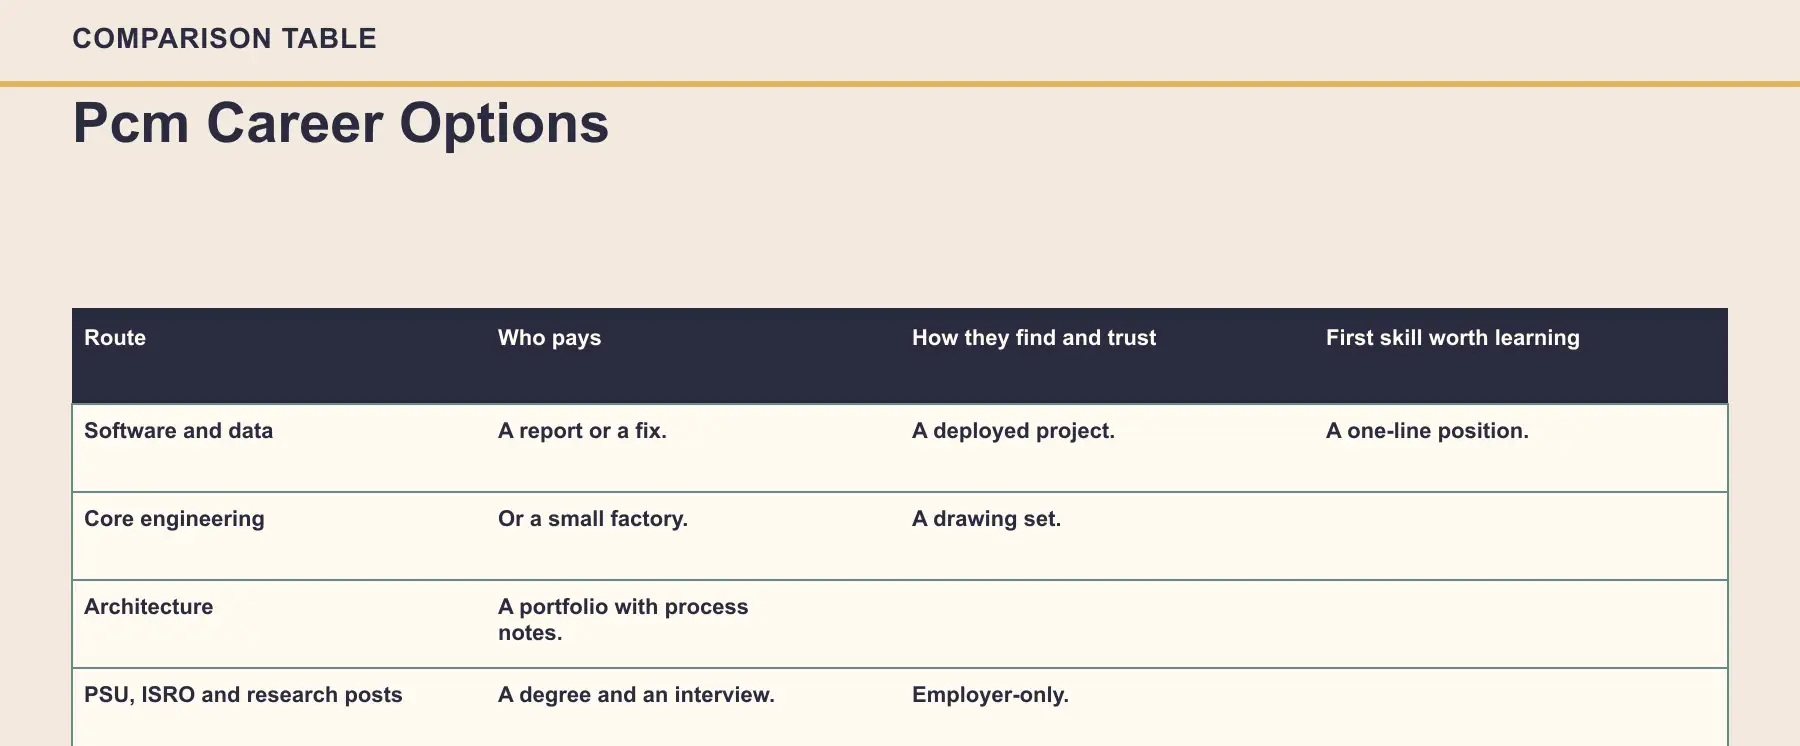 COMPARISON TABLE
Pcm Career Options
Route Who pays How they find and trust First skill worth learning
Software and data A report or a fix. A deployed project. A one-line position.
Core engineering Or a small factory. A drawing set.
Architecture A portfolio with process
notes.
PSU, ISRO and research posts A degree and an interview. Employer-only.